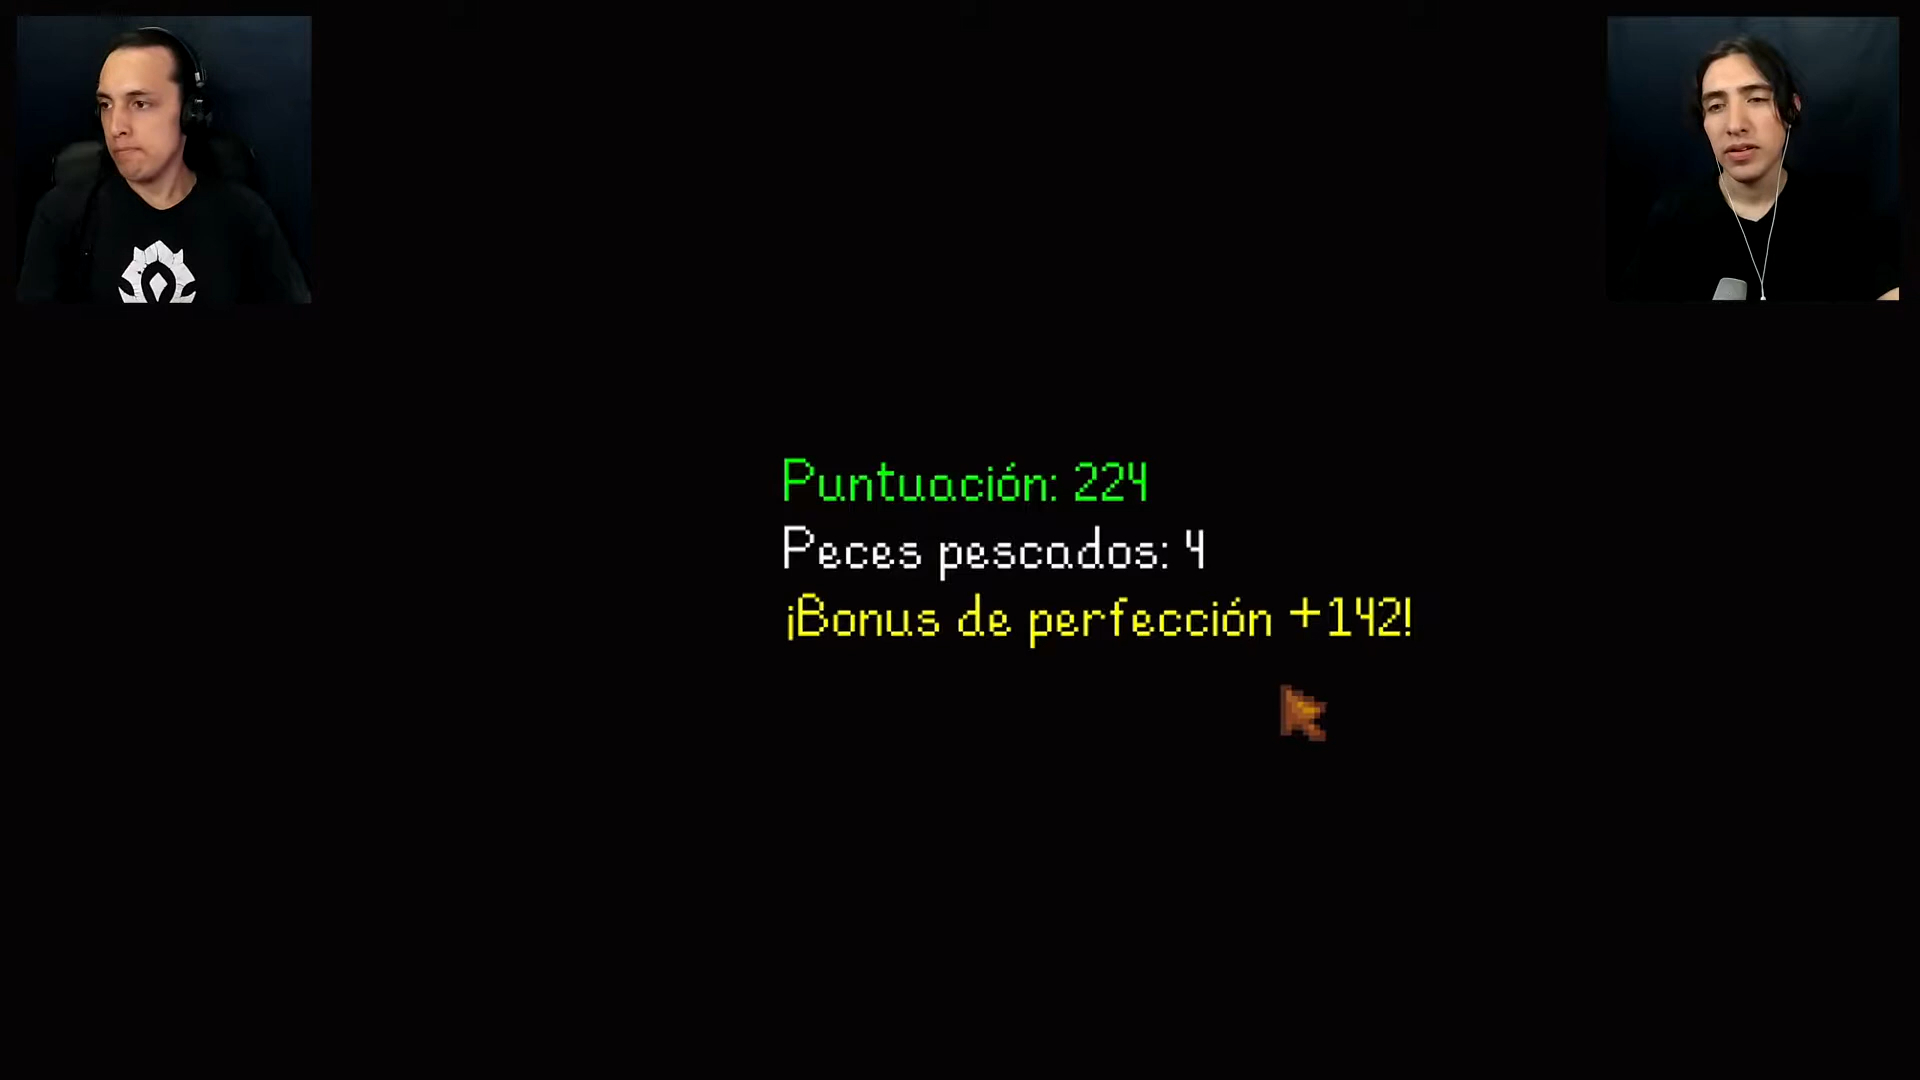 Puntuación: 224
Peces pescados: 4
¡Bonus de perfección +142!